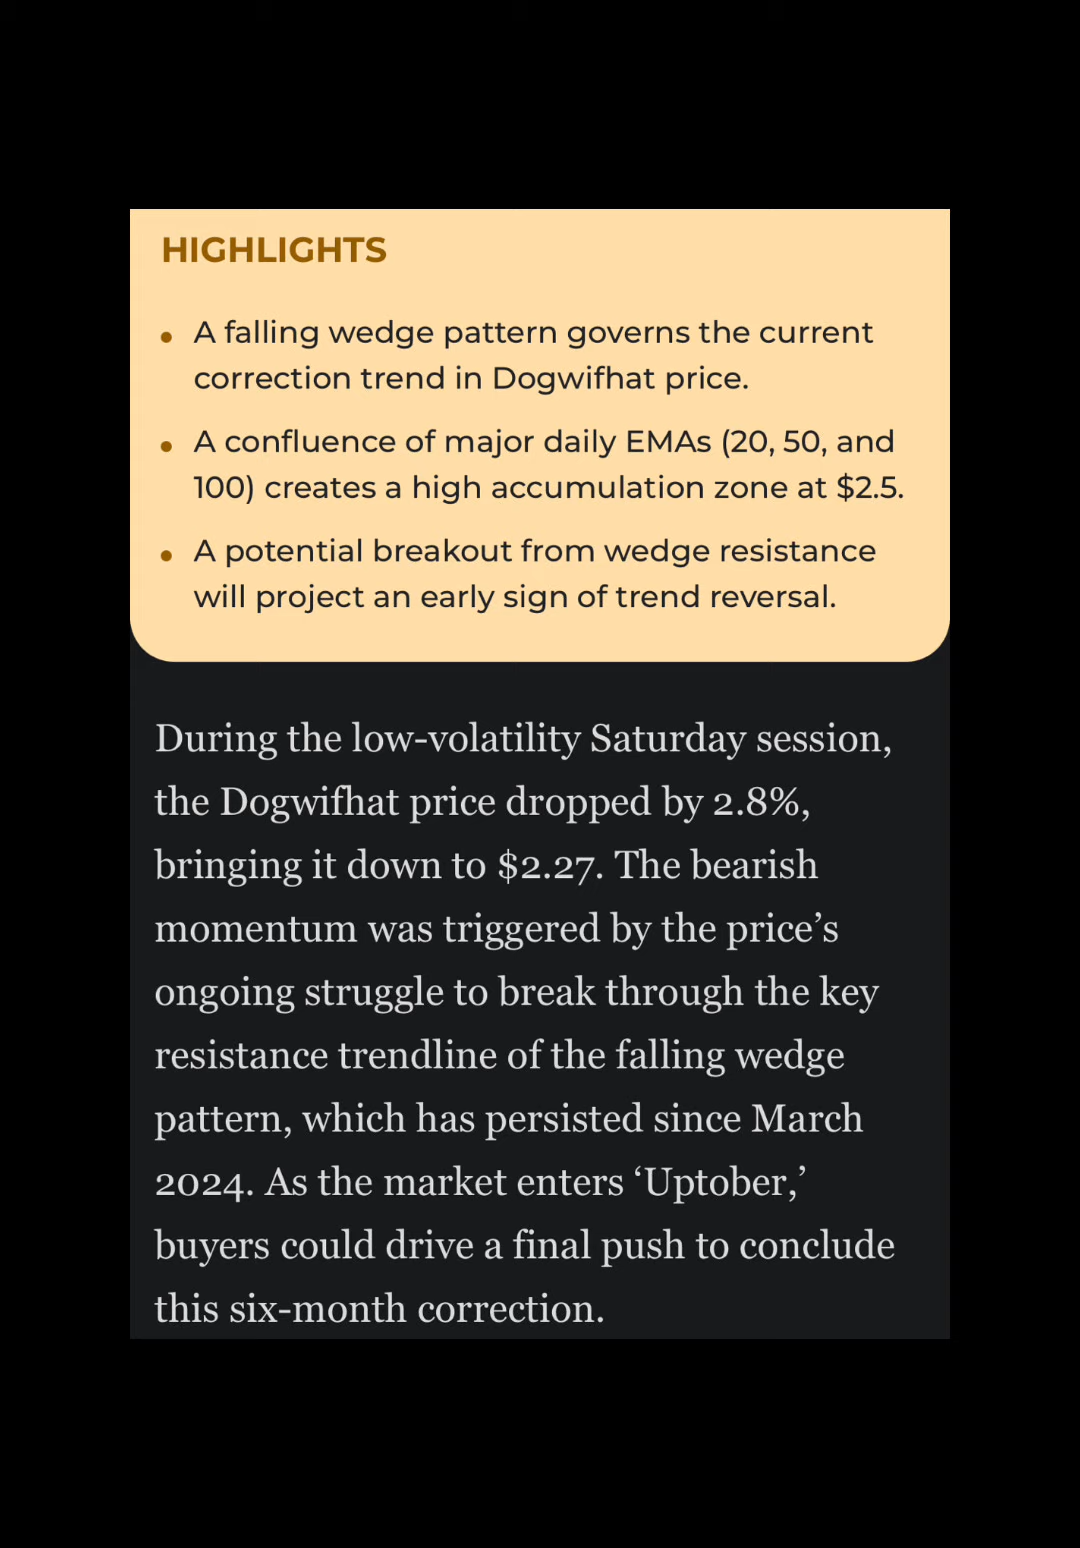 HIGHLIGHTS
• A falling wedge pattern governs the current
correction trend in Dogwifhat price.
• A confluence of major daily EMAs (20, 50, and
100) creates a high accumulation zone at $2.5.
• A potential breakout from wedge resistance
will project an early sign of trend reversal.
During the low-volatility Saturday session,
the Dogwifhat price dropped by 2.8%,
bringing it down to $2.27. The bearish
momentum was triggered by the price’s
ongoing struggle to break through the key
resistance trendline of the falling wedge
pattern, which has persisted since March
2024. As the market enters ‘Uptober,’
buyers could drive a final push to conclude
this six-month correction.